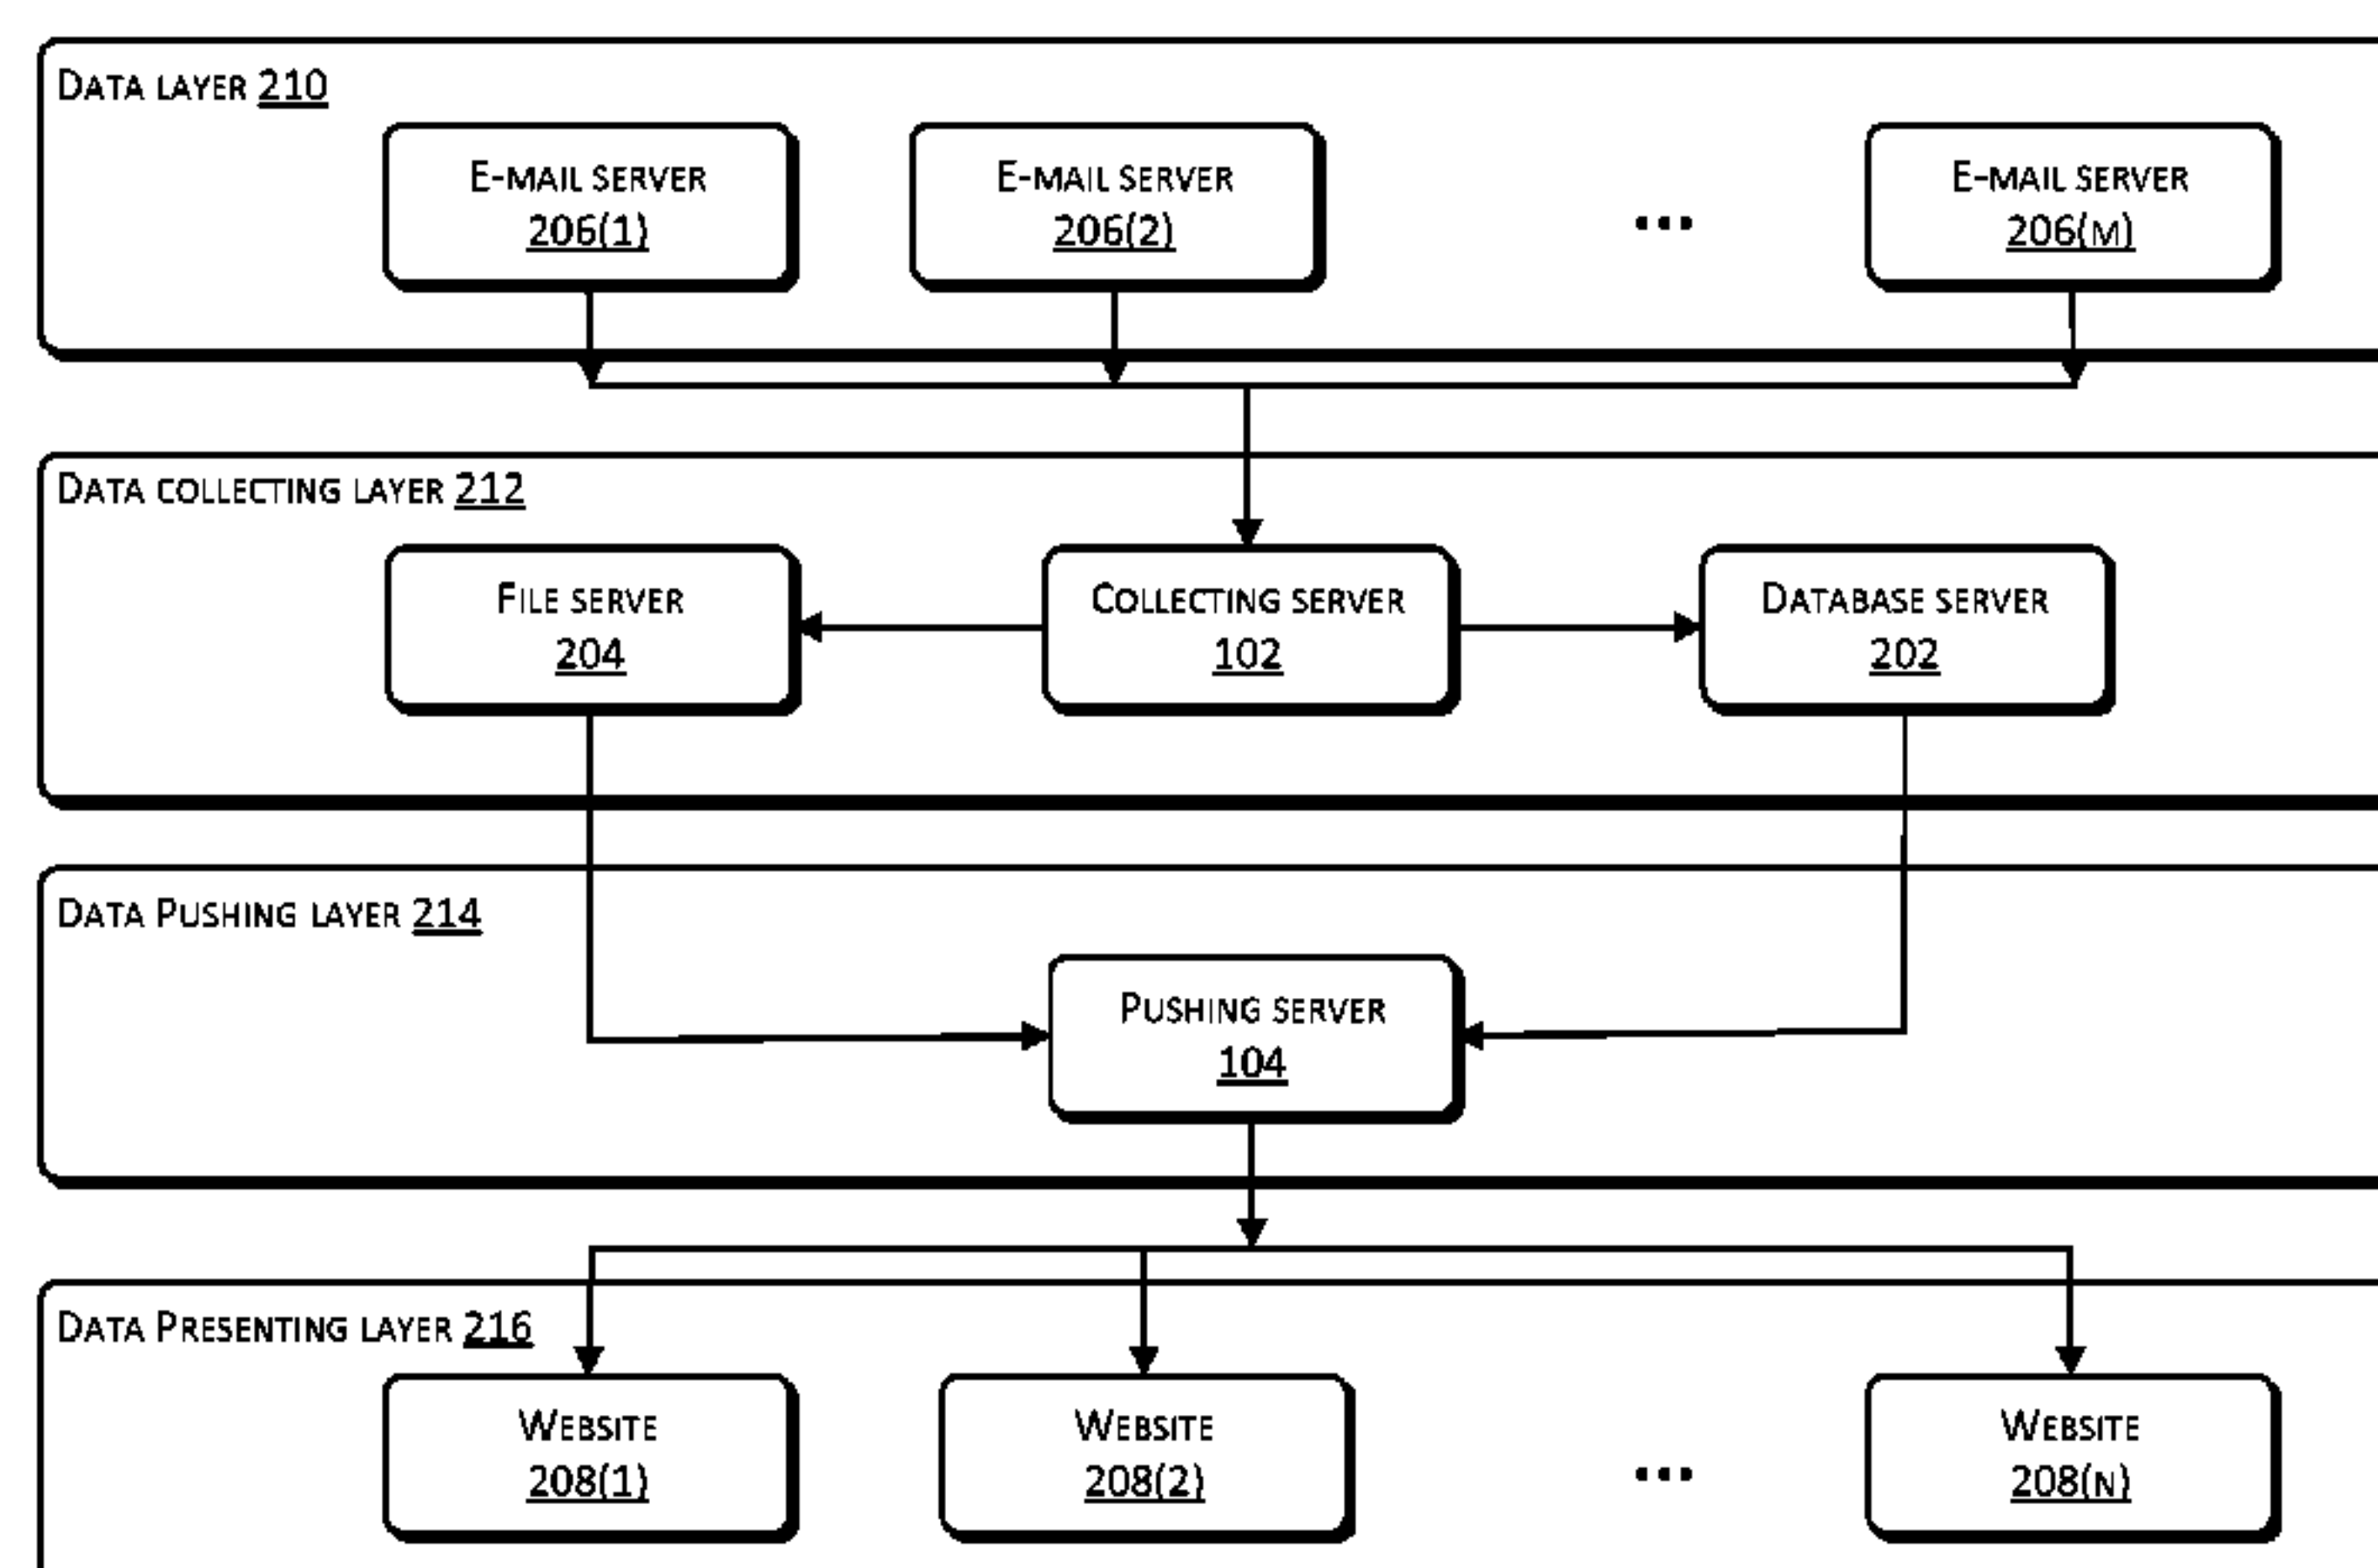 DATA LAYER 210
E-MAIL SERVER
206(1)
E-MAIL SERVER
206(2)
...
E-MAIL SERVER
206(M)
DATA COLLECTING LAYER 212
FILE SERVER
204
COLLECTING SERVER
102
DATABASE SERVER
202
DATA PUSHING LAYER 214
PUSHING SERVER
104
DATA PRESENTING LAYER 216
WEBSITE
208(1)
WEBSITE
208(2)
...
WEBSITE
208(N)